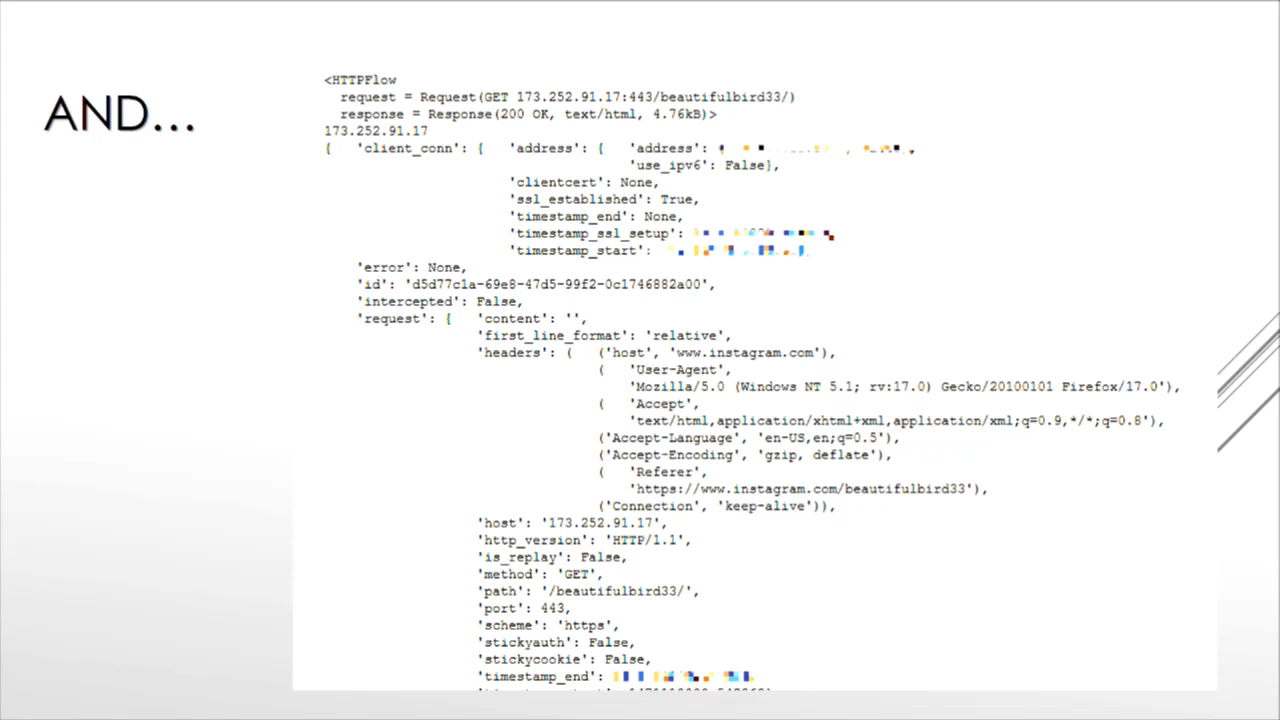 AND...
<HTTPFlow
request = Request(GET 173.252.91.17:443/beautifulbird33/)
response = Response(200 OK, text/html, 4.76kB)>
173.252.91.17
{ 'client_conn': { 'address': { 'address':
'use_ipv6': False},
'clientcert': None,
'ssl_established': True,
'timestamp_end': None,
'timestamp_ssl_setup':
'timestamp_start':
'error': None,
'id': 'd5d77c1a-69e8-47d5-99f2-0c1746882a00',
'intercepted': False,
'request': { 'content': '',
'first_line_format': 'relative',
'headers': ( ('host', 'www.instagram.com'),
( 'User-Agent',
'Mozilla/5.0 (Windows NT 5.1; rv:17.0) Gecko/20100101 Firefox/17.0'),
( 'Accept',
'text/html,application/xhtml+xml,application/xml;q=0.9,*/*;q=0.8'),
('Accept-Language', 'en-US,en;q=0.5'),
('Accept-Encoding', 'gzip, deflate'),
( 'Referer',
'https://www.instagram.com/beautifulbird33'),
('Connection', 'keep-alive')),
'host': '173.252.91.17',
'http_version': 'HTTP/1.1',
'is_replay': False,
'method': 'GET',
'path': '/beautifulbird33/',
'port': 443,
'scheme': 'https',
'stickyauth': False,
'stickycookie': False,
'timestamp_end':